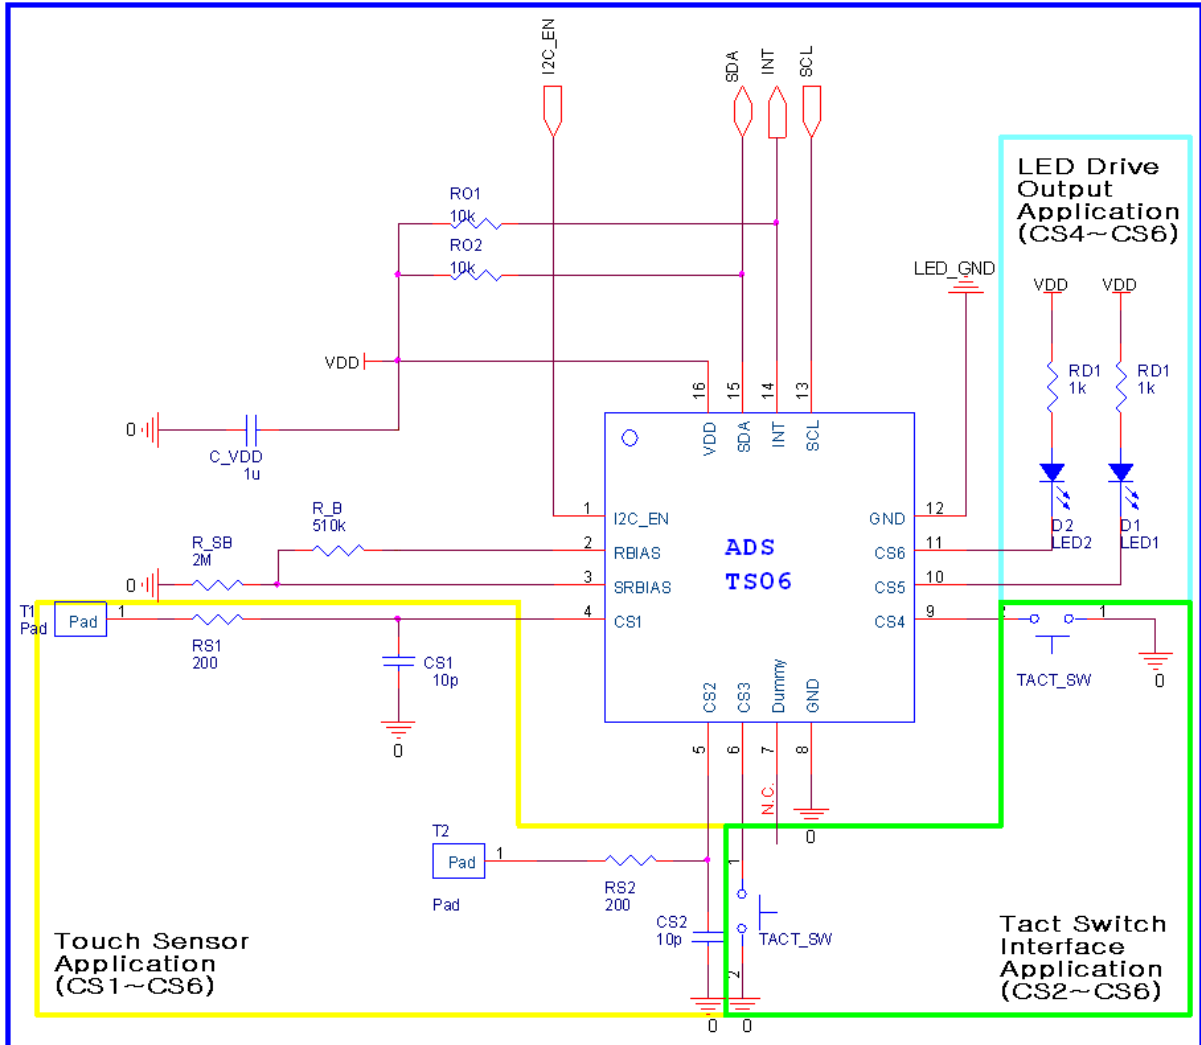 I2C_EN
SDA
INT
SCL
LED Drive
Output
Application
(CS4~CS6)
RO1
10k
RO2
10k
LED_GND
VDD
VDD
VDD
RD1
1k
RD1
1k
16
15
14
13
VDD
SDA
INT
SCL
0
C_VDD
1u
R_B
510k
1
I2C_EN
GND
12
D2
LED2
D1
LED1
R_SB
2M
2
RBIAS
ADS
TS06
CS6
11
0
3
SRBIAS
CS5
10
T1
Pad
Pad
1
4
CS1
CS4
9
2
1
RS1
200
CS1
10p
0
TACT_SW
0
CS2
CS3
Dummy
GND
5
6
7
8
N.C.
0
T2
Pad
1
Pad
RS2
200
CS2
10p
1
TACT_SW
2
0
0
Touch Sensor
Application
(CS1~CS6)
Tact Switch
Interface
Application
(CS2~CS6)